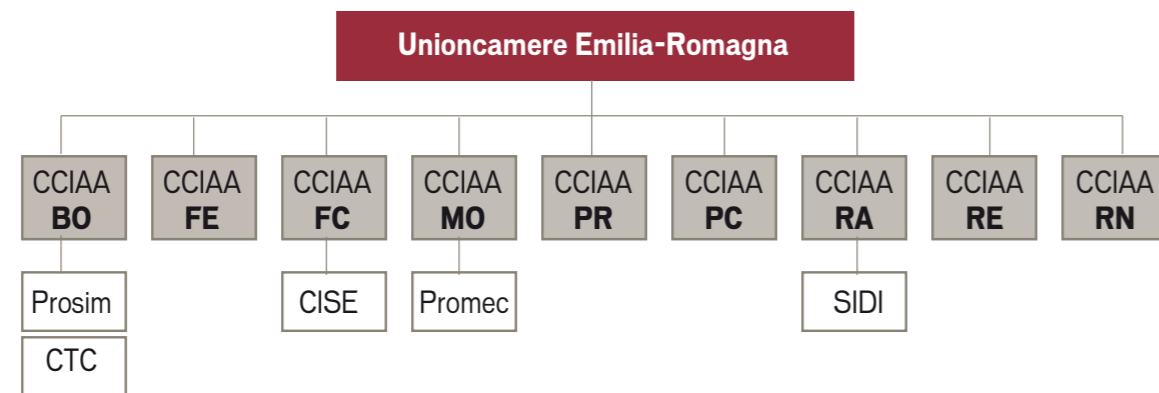 Unioncamere Emilia-Romagna
CCIAA
BO
CCIAA
FE
CCIAA
FC
CCIAA
MO
CCIAA
PR
CCIAA
PC
CCIAA
RA
CCIAA
RE
CCIAA
RN
Prosim
CISE
Promec
SIDI
CTC